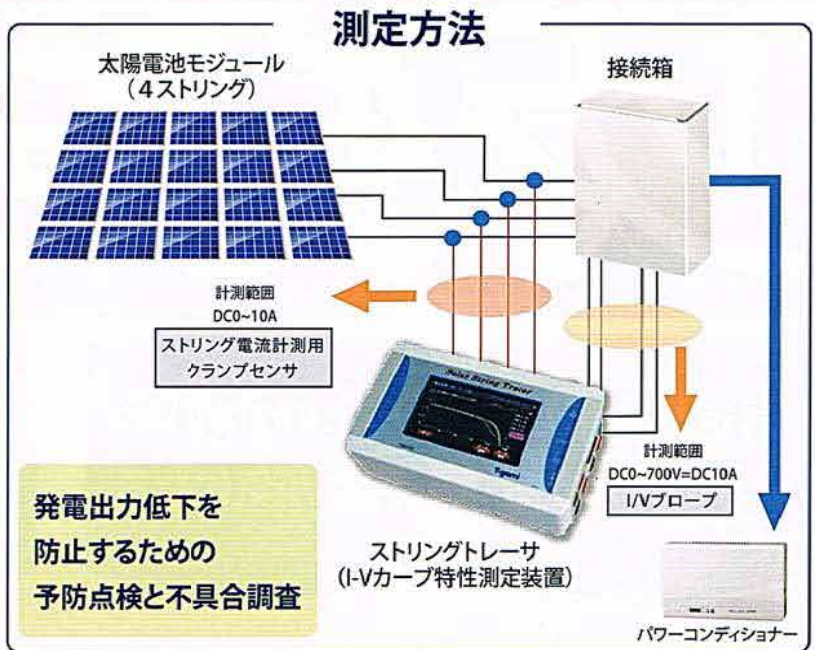 測定方法
太陽電池モジュール
（4ストリング）
接続箱
計測範囲
DC0~10A
ストリング電流計測用
クランプセンサ
Solar String Tracer
計測範囲
DC0~700V=DC10A
I/Vプローブ
発電出力低下を
防止するための
予防点検と不具合調査
ストリングトレーサ
（I-Vカーブ特性測定装置）
パワーコンディショナー